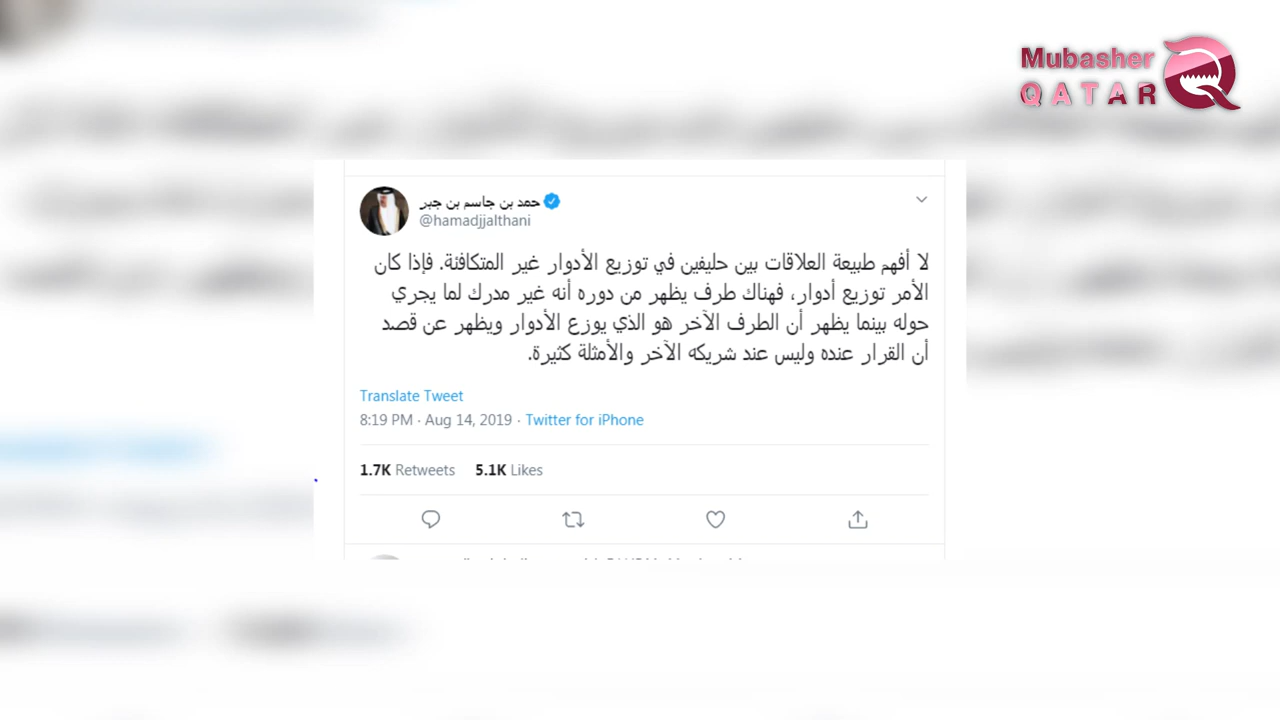 Mubasher
QATAR
حمد بن جاسم بن جبر
@hamadjjalthani
لا أفهم طبيعة العلاقات بين حليفين في توزيع الأدوار غير المتكافئة. فإذا كان
الأمر توزيع أدوار، فهناك طرف يظهر من دوره أنه غير مدرك لما يجري
حوله بينما يظهر أن الطرف الآخر هو الذي يوزع الأدوار ويظهر عن قصد
أن القرار عنده وليس عند شريكه الآخر والأمثلة كثيرة.
Translate Tweet
8:19 PM · Aug 14, 2019 · Twitter for iPhone
1.7K Retweets 5.1K Likes